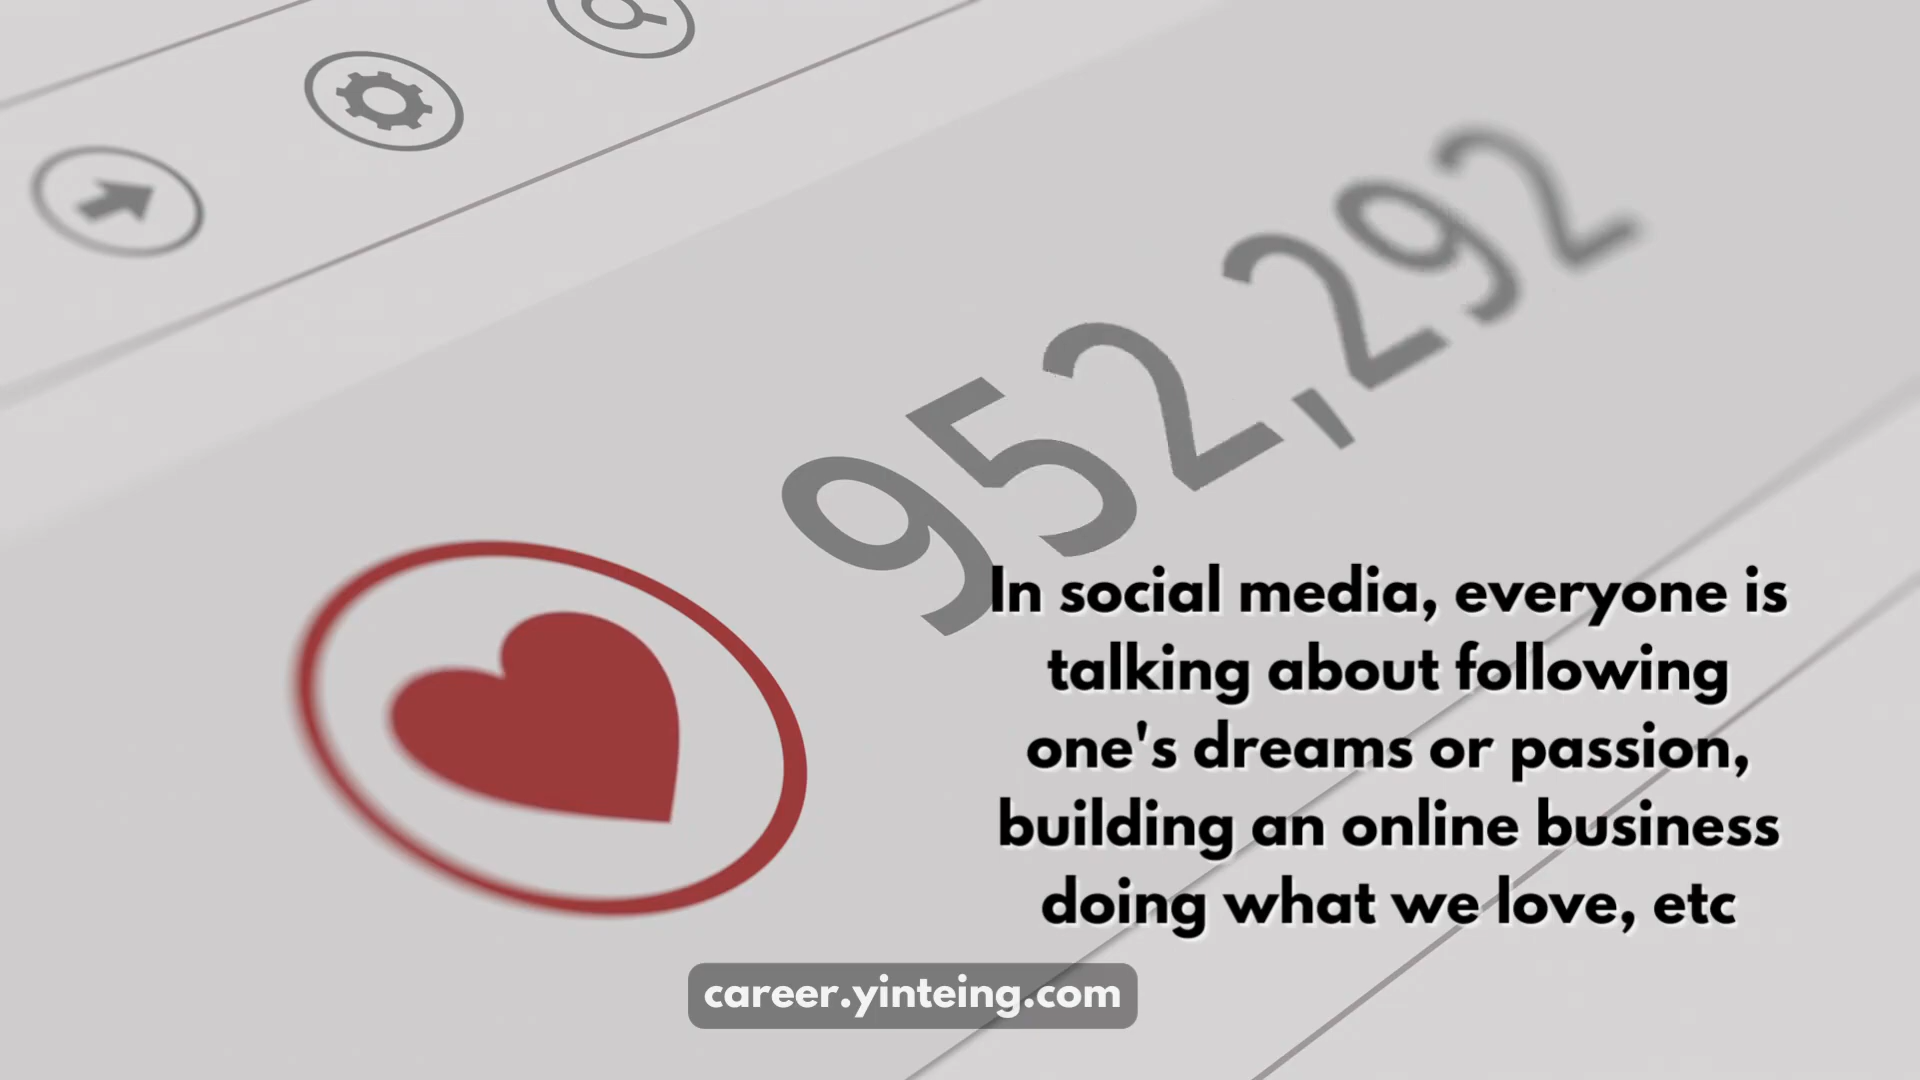 952,292
In social media, everyone is
talking about following
one's dreams or passion,
building an online business
doing what we love, etc
career.yinteing.com